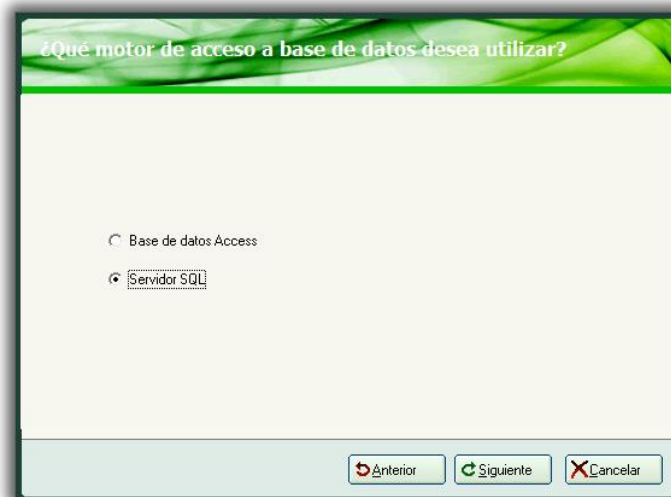 ¿Qué motor de acceso a base de datos desea utilizar?
Base de datos Access
Servidor SQL
Anterior
Siguiente
Cancelar